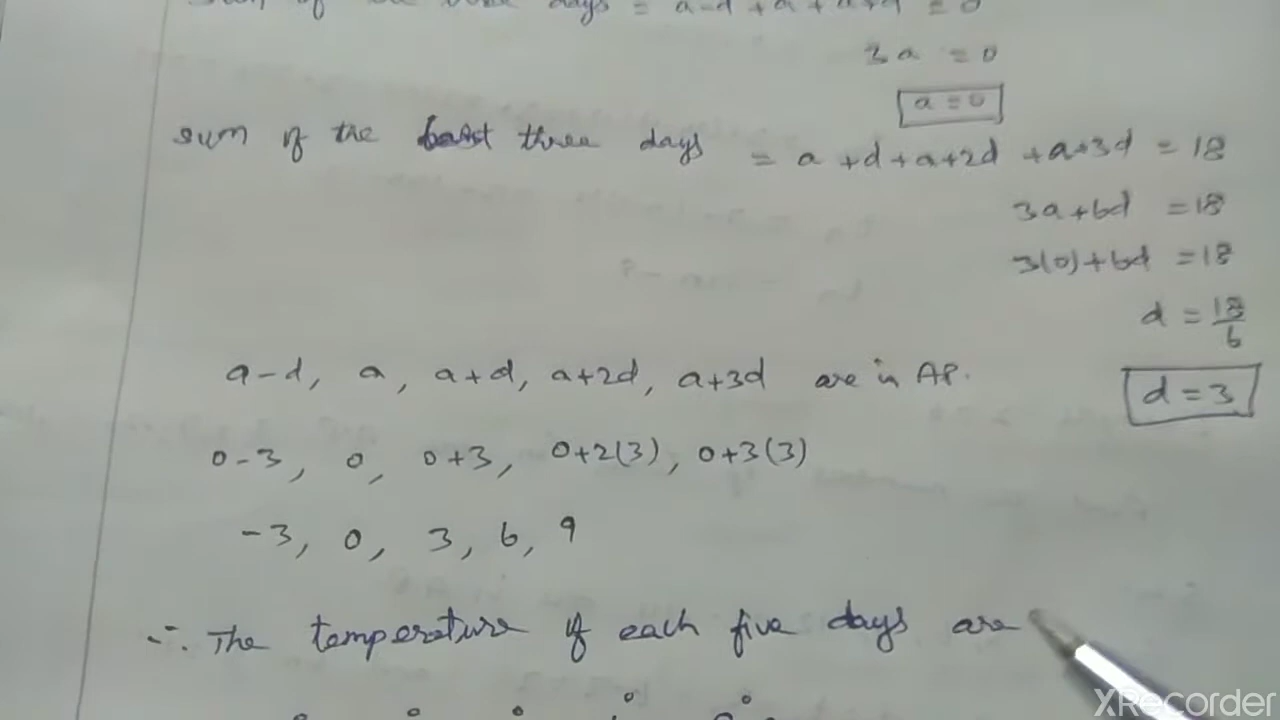 days = a-d + a + a+d = 0
3a = 0
a = 0
sum of the last three days = a + d + a + 2d + a + 3d = 18
3a + 6d = 18
3(0) + 6d = 18
d = 18/6
a-d, a, a+d, a+2d, a+3d are in AP.
d = 3
0-3, 0, 0+3, 0+2(3), 0+3(3)
-3, 0, 3, 6, 9
∴ The temperature of each five days are
XRecorder